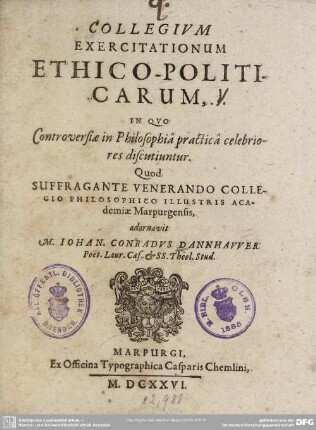 COLLEGIVM
EXERCITATIONUM
ETHICO-POLITI-
CARUM,
IN QVO
Controversiæ in Philosophiâ practicâ celebrio-
res discutiuntur.
Quod
SUFFRAGANTE VENERANDO COLLE-
GIO PHILOSOPHICO ILLUSTRIS ACA-
demiæ Marpurgensis,
adornavit
M. IOHAN. CONRADVS DANNHAVVER
Poët. Laur. Cæs. & SS. Theol. Stud.
MARPURGI,
Ex Officina Typographica Casparis Chemlini,
M. DCXXVI.